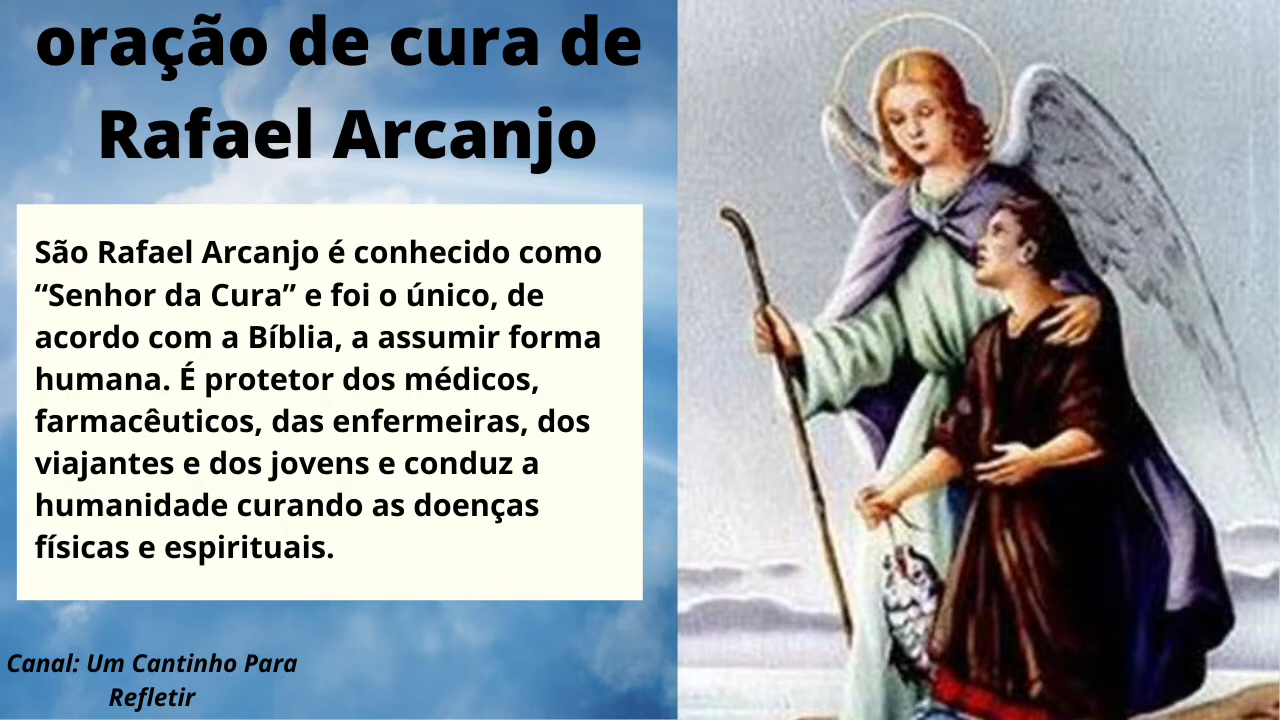 oração de cura de
Rafael Arcanjo
São Rafael Arcanjo é conhecido como
“Senhor da Cura” e foi o único, de
acordo com a Bíblia, a assumir forma
humana. É protetor dos médicos,
farmacêuticos, das enfermeiras, dos
viajantes e dos jovens e conduz a
humanidade curando as doenças
físicas e espirituais.
Canal: Um Cantinho Para
Refletir